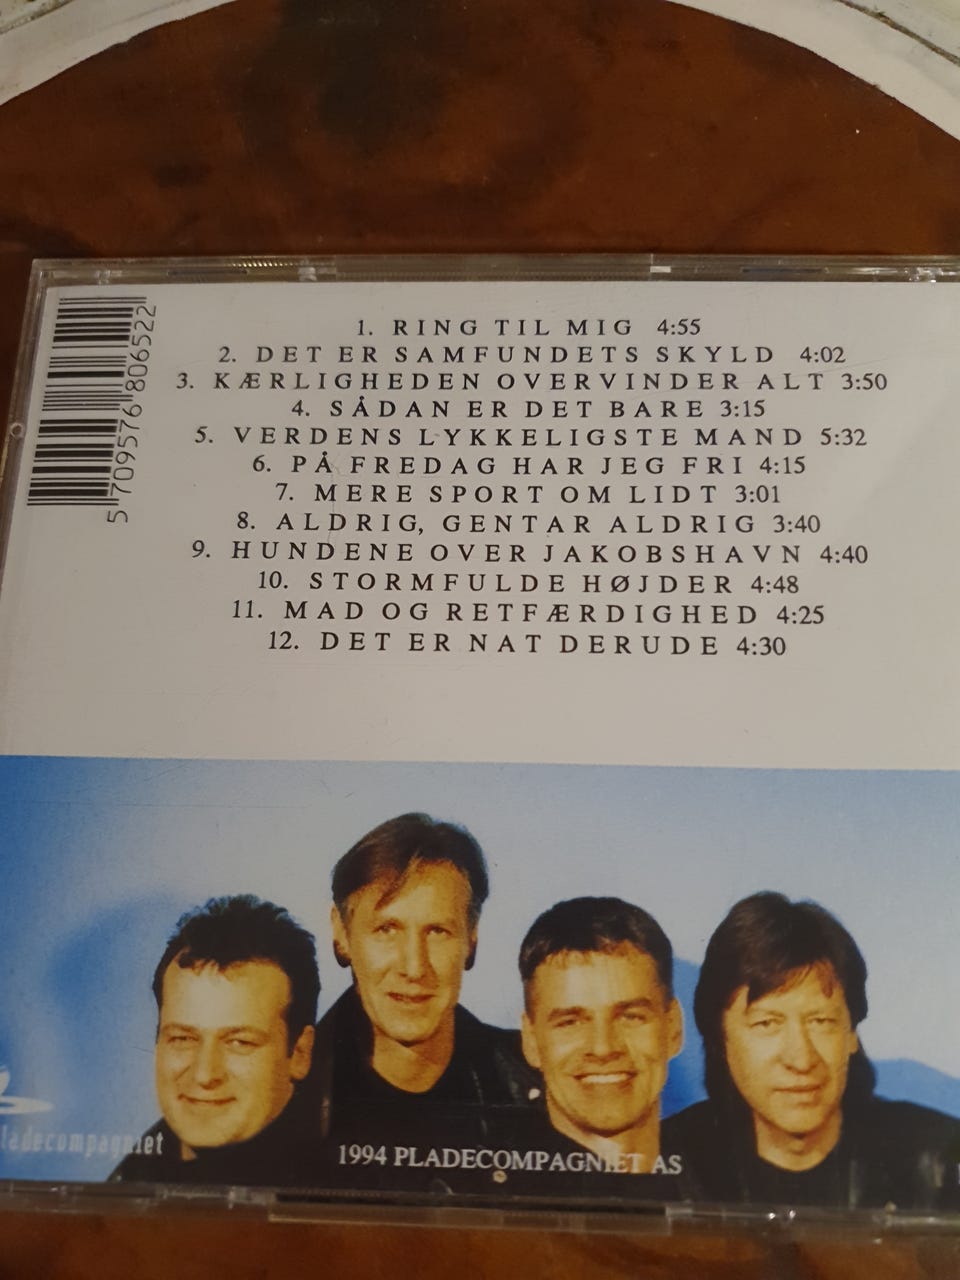 1. RING TIL MIG 4:55
2. DET ER SAMFUNDETS SKYLD 4:02
3. KÆRLIGHEDEN OVERVINDER ALT 3:50
4. SÅDAN ER DET BARE 3:15
5. VERDENS LYKKELIGSTE MAND 5:32
6. PÅ FREDAG HAR JEG FRI 4:15
7. MERE SPORT OM LIDT 3:01
8. ALDRIG, GENTAR ALDRIG 3:40
9. HUNDENE OVER JAKOBSHAVN 4:40
10. STORMFULDE HØJDER 4:48
11. MAD OG RETFÆRDIGHED 4:25
12. DET ER NAT DERUDE 4:30
5 709576 806522
ladecompagniet
1994 PLADECOMPAGNIET AS